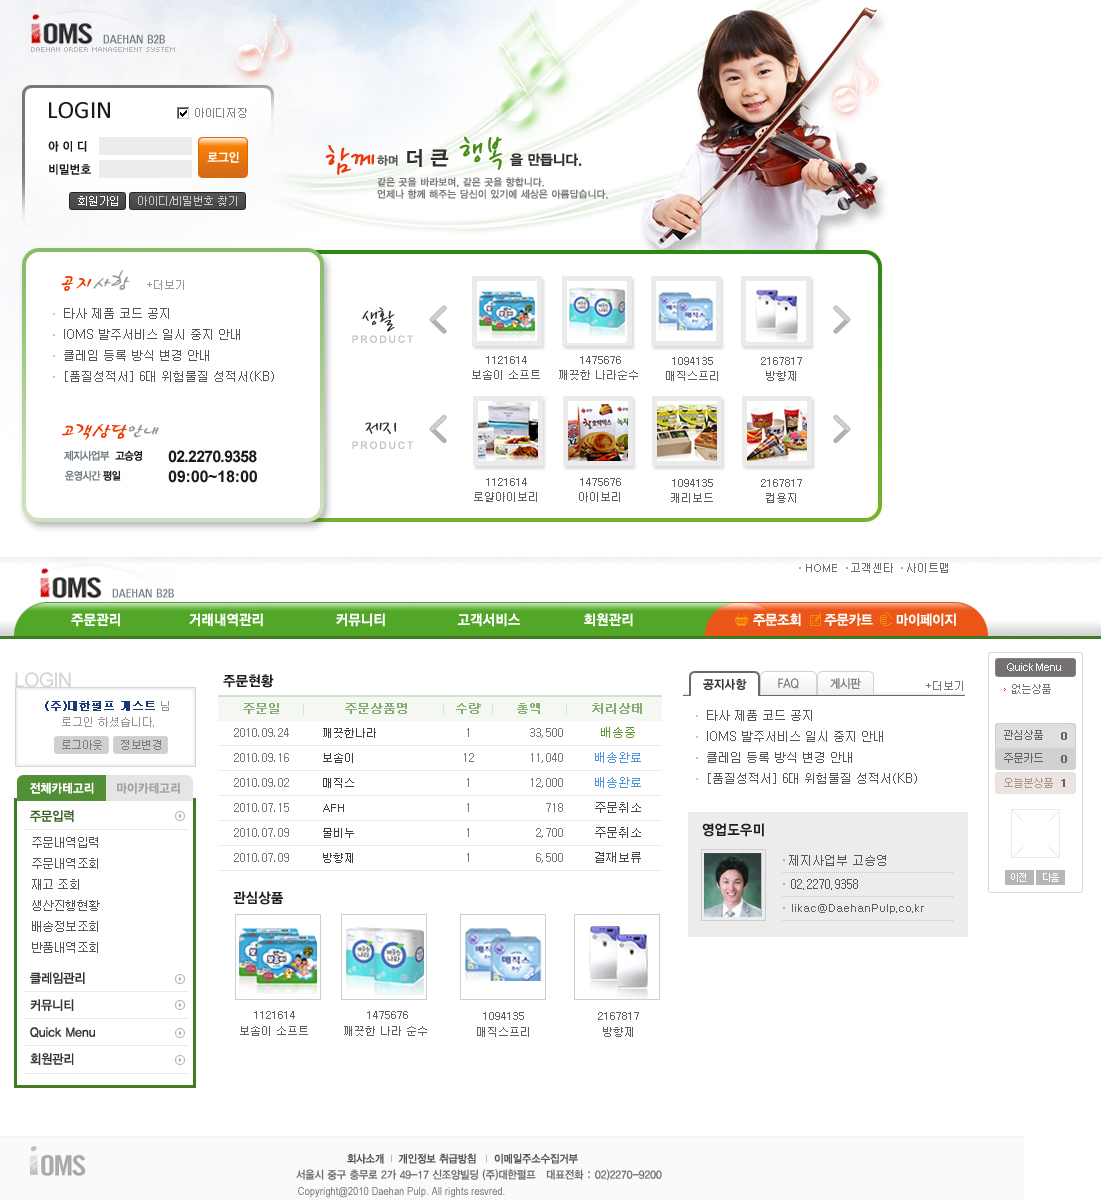 iOMS DAEHAN B2B
DAEHAN ORDER MANAGEMENT SYSTEM
LOGIN
아이디저장
아 이 디
비밀번호
로그인
회원가입
아이디/비밀번호 찾기
함께하며 더 큰 행복을 만듭니다.
같은 곳을 바라보며, 같은 곳을 향합니다.
언제나 함께 해주는 당신이 있기에 세상은 아름답습니다.
공지사항 +더보기
타사 제품 코드 공지
IOMS 발주서비스 일시 중지 안내
클레임 등록 방식 변경 안내
[품질성적서] 6대 위험물질 성적서(KB)
고객상담안내
제지사업부 고승영 02.2270.9358
운영시간 평일 09:00~18:00
생활
PRODUCT
1121614 1475676 1094135 2167817
보솜이 소프트 깨끗한 나라순수 매직스프리 방향제
제지
PRODUCT
1121614 1475676 1094135 2167817
로얄아이보리 아이보리 캐리보드 컵용지
HOME 고객센타 사이트맵
iOMS DAEHAN B2B
주문관리 거래내역관리 커뮤니티 고객서비스 회원관리 주문조회 주문카트 마이페이지
LOGIN
(주)대한펄프 게스트 님
로그인 하셨습니다.
로그아웃 정보변경
전체카테고리 마이카테고리
주문입력
주문내역입력
주문내역조회
재고 조회
생산진행현황
배송정보조회
반품내역조회
클레임관리
커뮤니티
Quick Menu
회원관리
주문현황
주문일 주문상품명 수량 총액 처리상태
2010.09.24 깨끗한나라 1 33,500 배송중
2010.09.16 보솜이 12 11,040 배송완료
2010.09.02 매직스 1 12,000 배송완료
2010.07.15 AFH 1 718 주문취소
2010.07.09 물비누 1 2,700 주문취소
2010.07.09 방향제 1 6,500 결재보류
관심상품
1121614 1475676 1094135 2167817
보솜이 소프트 깨끗한 나라 순수 매직스프리 방향제
공지사항 FAQ 게시판 +더보기
타사 제품 코드 공지
IOMS 발주서비스 일시 중지 안내
클레임 등록 방식 변경 안내
[품질성적서] 6대 위험물질 성적서(KB)
영업도우미
제지사업부 고승영
02.2270.9358
likac@DaehanPulp.co.kr
Quick Menu
없는상품
관심상품 0
주문카드 0
오늘본상품 1
이전 다음
iOMS
회사소개 개인정보 취급방침 이메일주소수집거부
서울시 중구 충무로 2가 49-17 신조양빌딩 (주)대한펄프 대표전화 : 02)2270-9200
Copyright@2010 Daehan Pulp. All rights resvred.